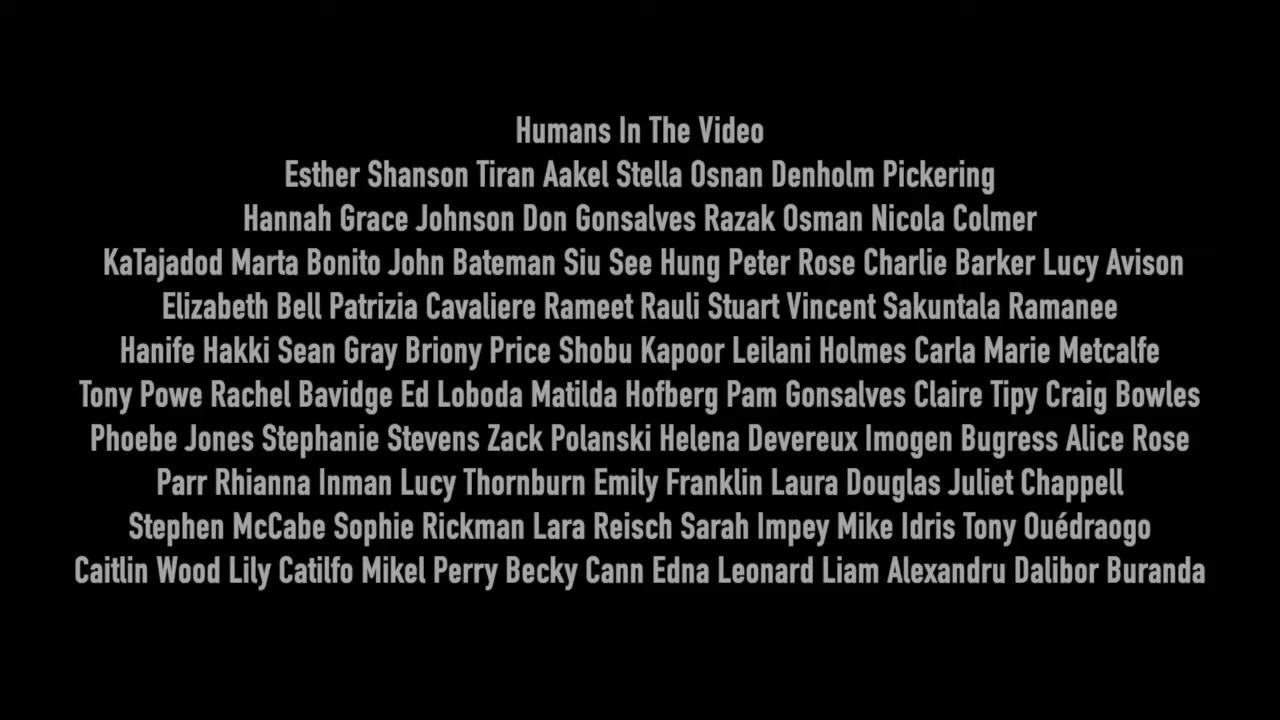 Humans In The Video
Esther Shanson Tiran Aakel Stella Osnan Denholm Pickering
Hannah Grace Johnson Don Gonsalves Razak Osman Nicola Colmer
KaTajadod Marta Bonito John Bateman Siu See Hung Peter Rose Charlie Barker Lucy Avison
Elizabeth Bell Patrizia Cavaliere Rameet Rauli Stuart Vincent Sakuntala Ramanee
Hanife Hakki Sean Gray Briony Price Shobu Kapoor Leilani Holmes Carla Marie Metcalfe
Tony Powe Rachel Bavidge Ed Loboda Matilda Hofberg Pam Gonsalves Claire Tipy Craig Bowles
Phoebe Jones Stephanie Stevens Zack Polanski Helena Devereux Imogen Bugress Alice Rose
Parr Rhianna Inman Lucy Thornburn Emily Franklin Laura Douglas Juliet Chappell
Stephen McCabe Sophie Rickman Lara Reisch Sarah Impey Mike Idris Tony Ouédraogo
Caitlin Wood Lily Catilfo Mikel Perry Becky Cann Edna Leonard Liam Alexandru Dalibor Buranda